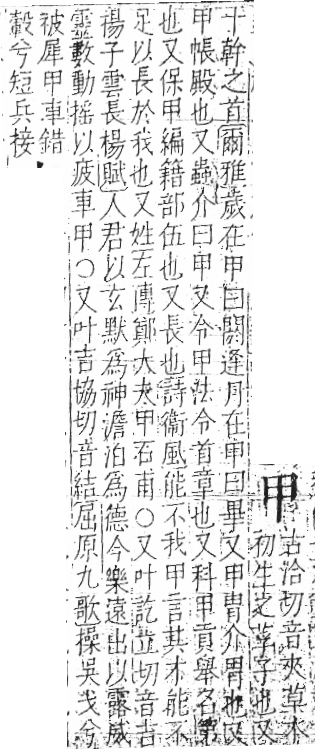 甲
古洽切音夾草木
初生之莩子也又
十幹之首爾雅歲在甲曰閼逢月在甲曰畢又甲冑介冑也又
甲帳殿也又蟲介曰甲又令甲法令首章也又科甲貢舉名第
也又保甲編籍部伍也又長也詩衞風能不我甲言其才能不
足以長於我也又姓左傳鄭大夫甲石甫○又叶訖立切音吉
楊子雲長楊賦人君以玄默爲神澹泊爲德今樂遠出以露威
靈數動搖以疲車甲○又叶吉協切音結屈原九歌操吳戈兮
被犀甲車錯
轂兮短兵接